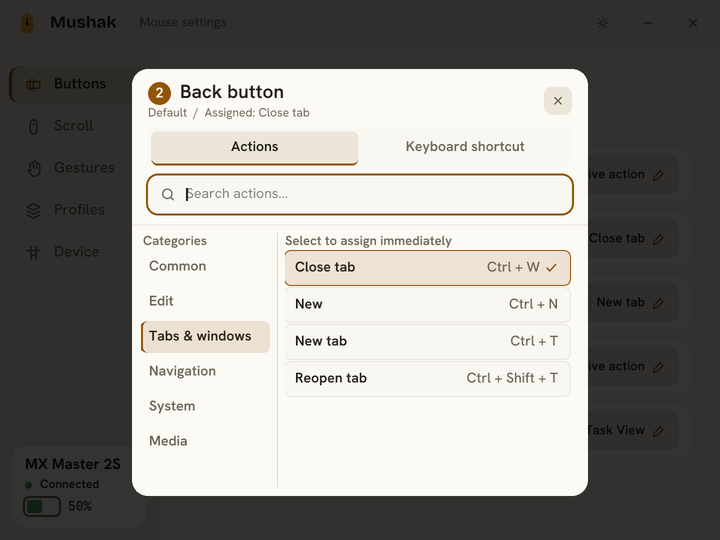 Mushak
Mouse settings
Buttons
Scroll
Gestures
Profiles
Device
MX Master 2S
Connected
50%
2 Back button
Default / Assigned: Close tab
Actions
Keyboard shortcut
Search actions...
Categories
Common
Edit
Tabs & windows
Navigation
System
Media
Select to assign immediately
Close tab Ctrl + W
New Ctrl + N
New tab Ctrl + T
Reopen tab Ctrl + Shift + T
action
Close tab
New tab
action
Task View